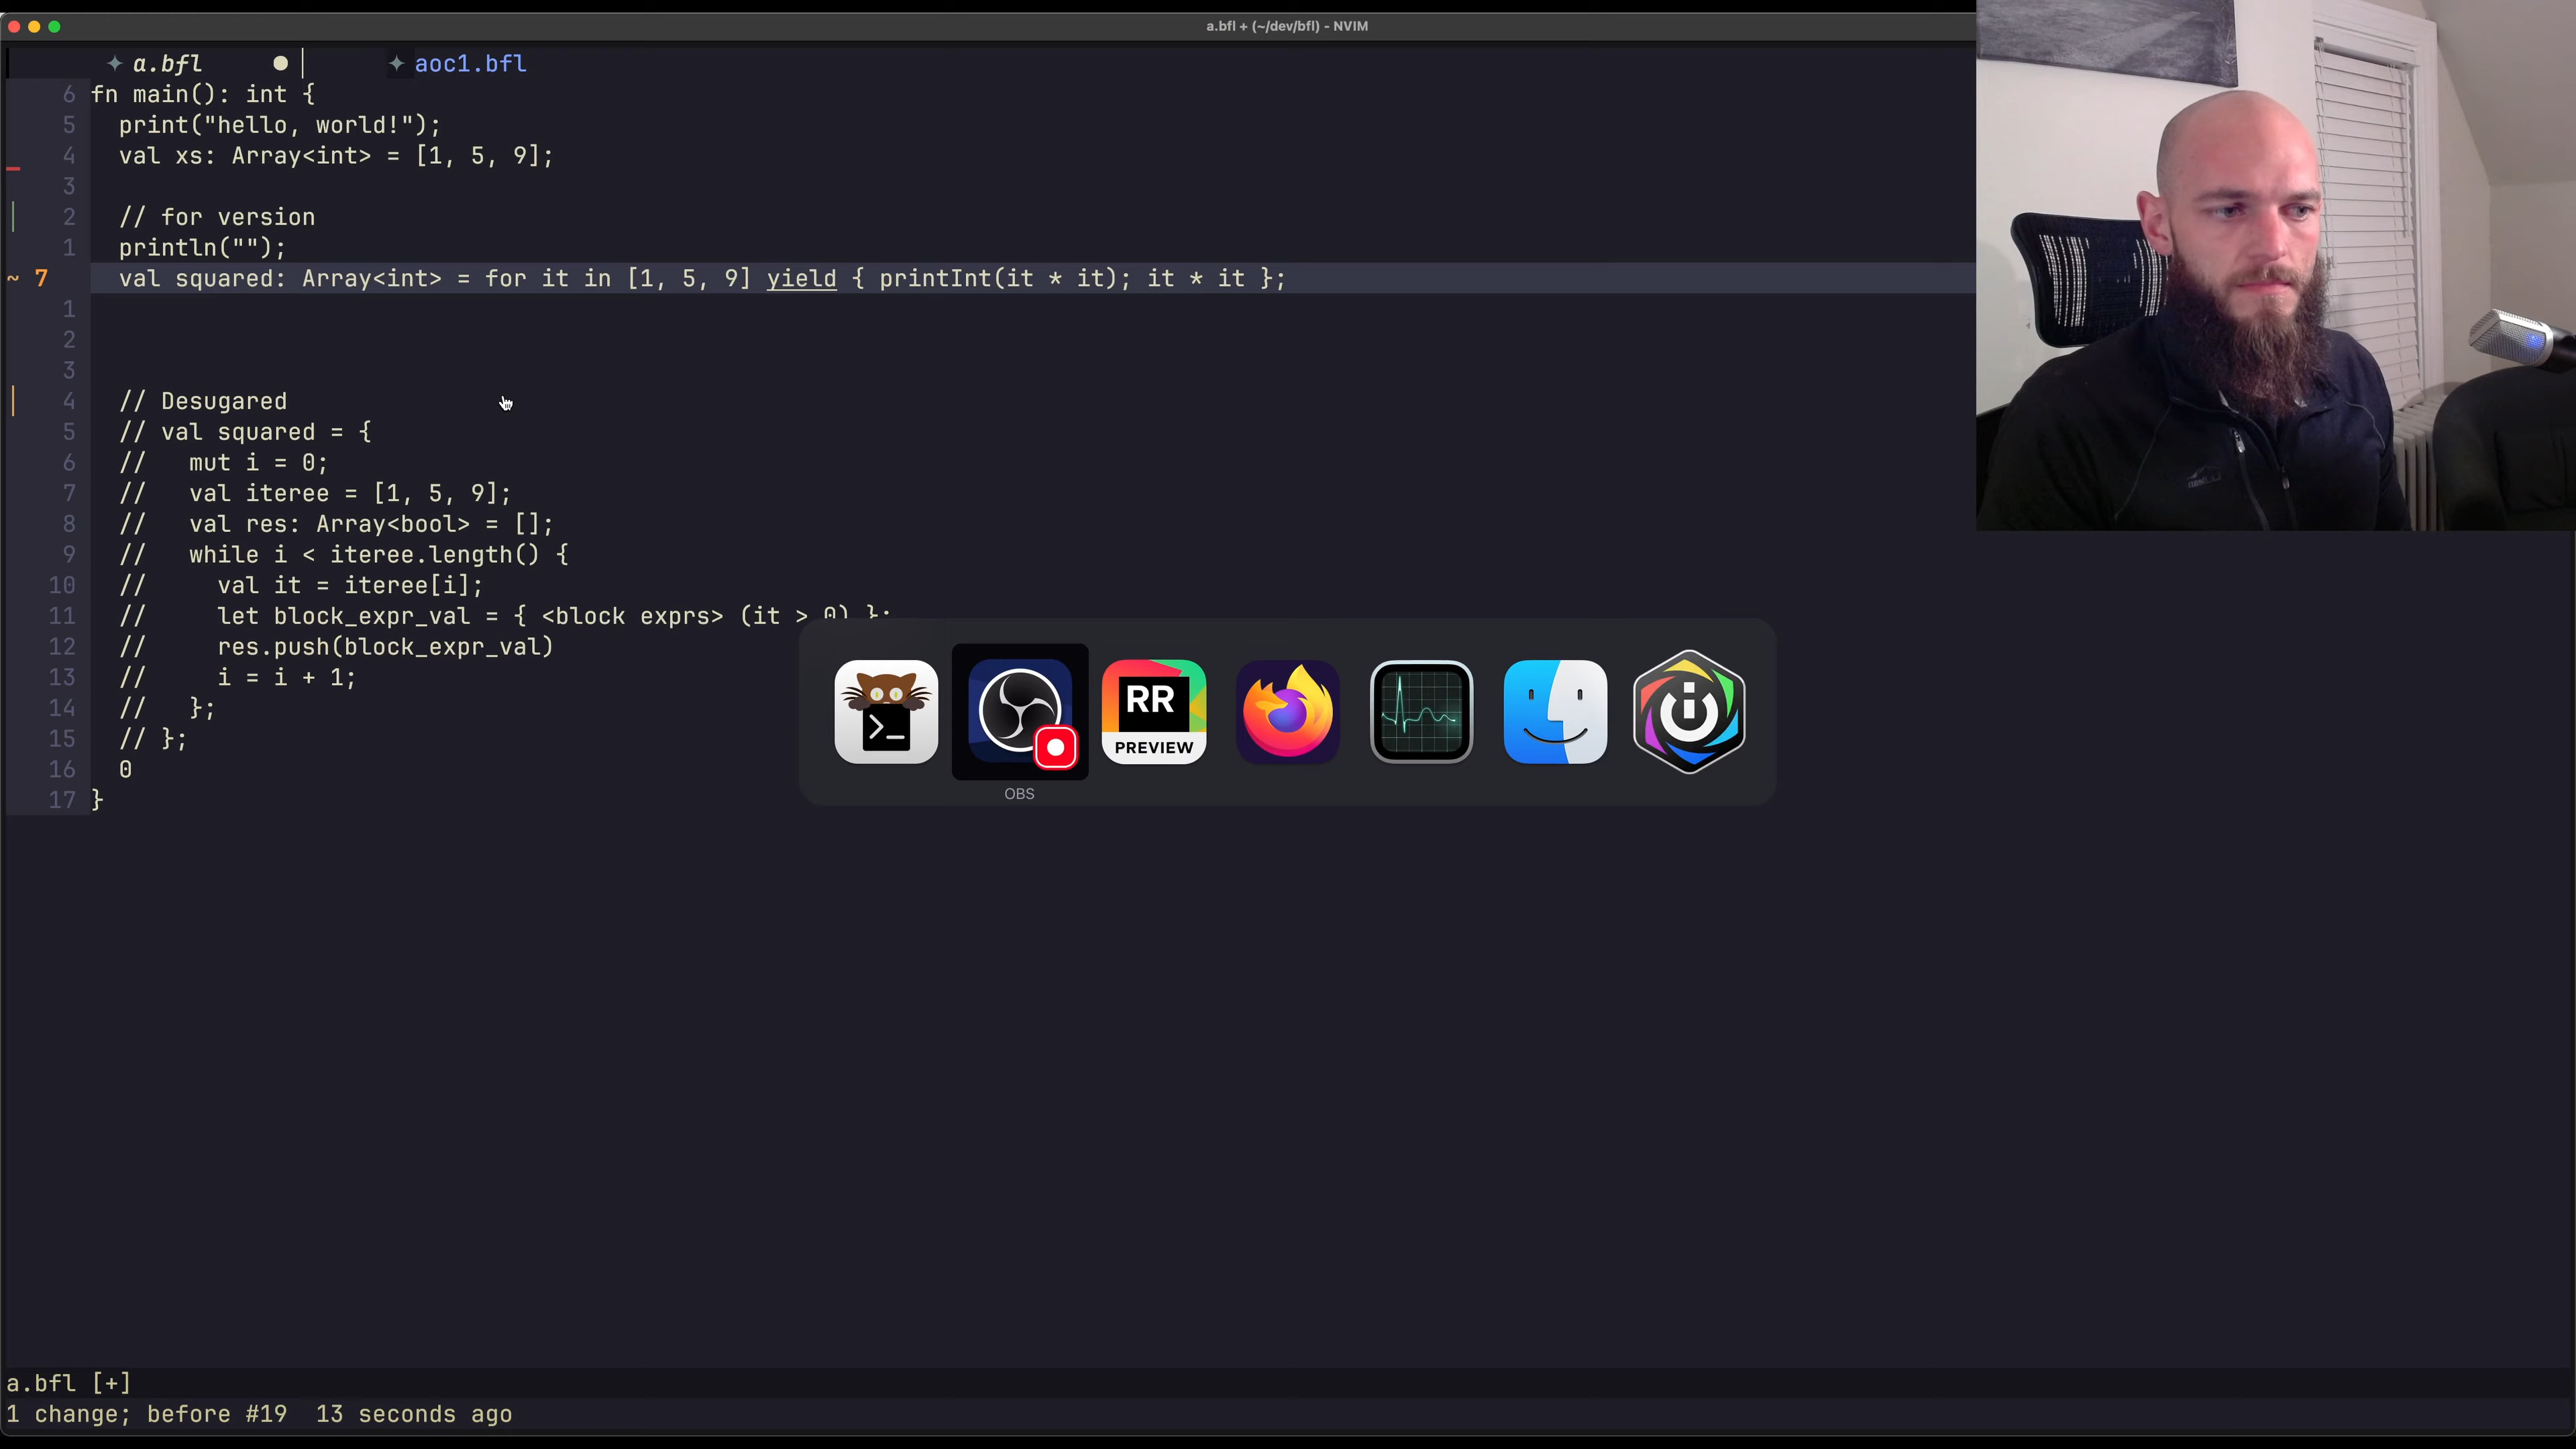 a.bfl + (~/dev/bfl) - NVIM
a.bfl aoc1.bfl
6 fn main(): int {
5 print("hello, world!");
4 val xs: Array<int> = [1, 5, 9];
3
2 // for version
1 println("");
~ 7 val squared: Array<int> = for it in [1, 5, 9] yield { printInt(it * it); it * it };
1
2
3
4 // Desugared
5 // val squared = {
6 // mut i = 0;
7 // val iteree = [1, 5, 9];
8 // val res: Array<bool> = [];
9 // while i < iteree.length() {
10 // val it = iteree[i];
11 // let block_expr_val = { <block exprs> (it > 0) };
12 // res.push(block_expr_val)
13 // i = i + 1;
14 // };
15 // };
16 0
17 }
>_
RR
PREVIEW
OBS
a.bfl [+]
1 change; before #19 13 seconds ago